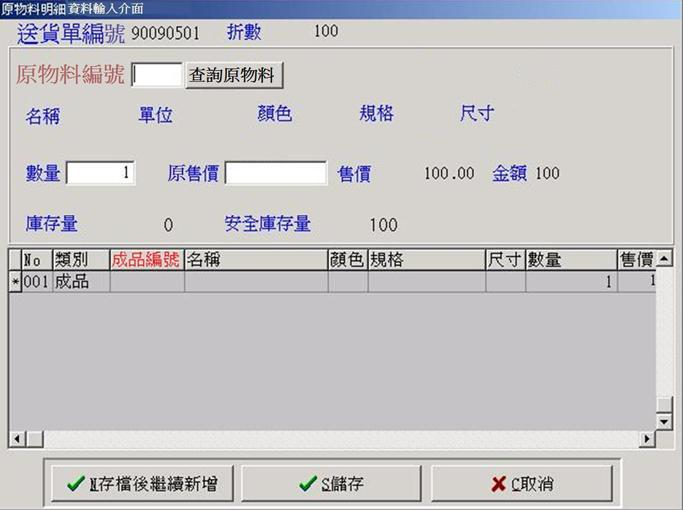 原物料明細資料輸入介面
送貨單編號 90090501 折數 100
原物料編號 查詢原物料
名稱 單位 顏色 規格 尺寸
數量 1 原售價 售價 100.00 金額 100
庫存量 0 安全庫存量 100
No 類別 成品編號 名稱 顏色 規格 尺寸 數量 售價
*001 成品 1 1
N存檔後繼續新增 S儲存 C取消